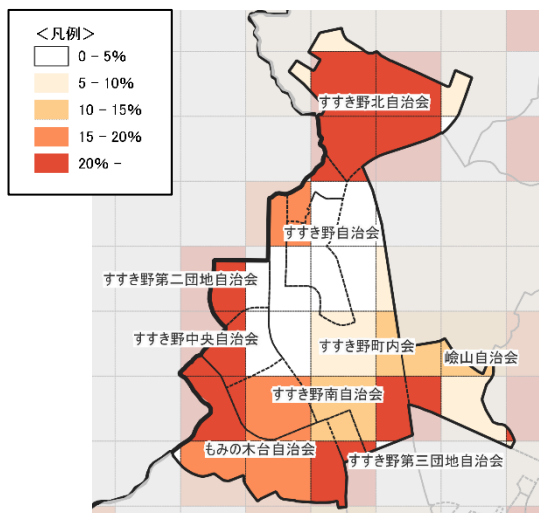 ＜凡例＞
0 - 5%
5 - 10%
10 - 15%
15 - 20%
20% -
すすき野北自治会
すすき野自治会
すすき野第二団地自治会
すすき野中央自治会
すすき野町内会
嶮山自治会
すすき野南自治会
もみの木台自治会
すすき野第三団地自治会